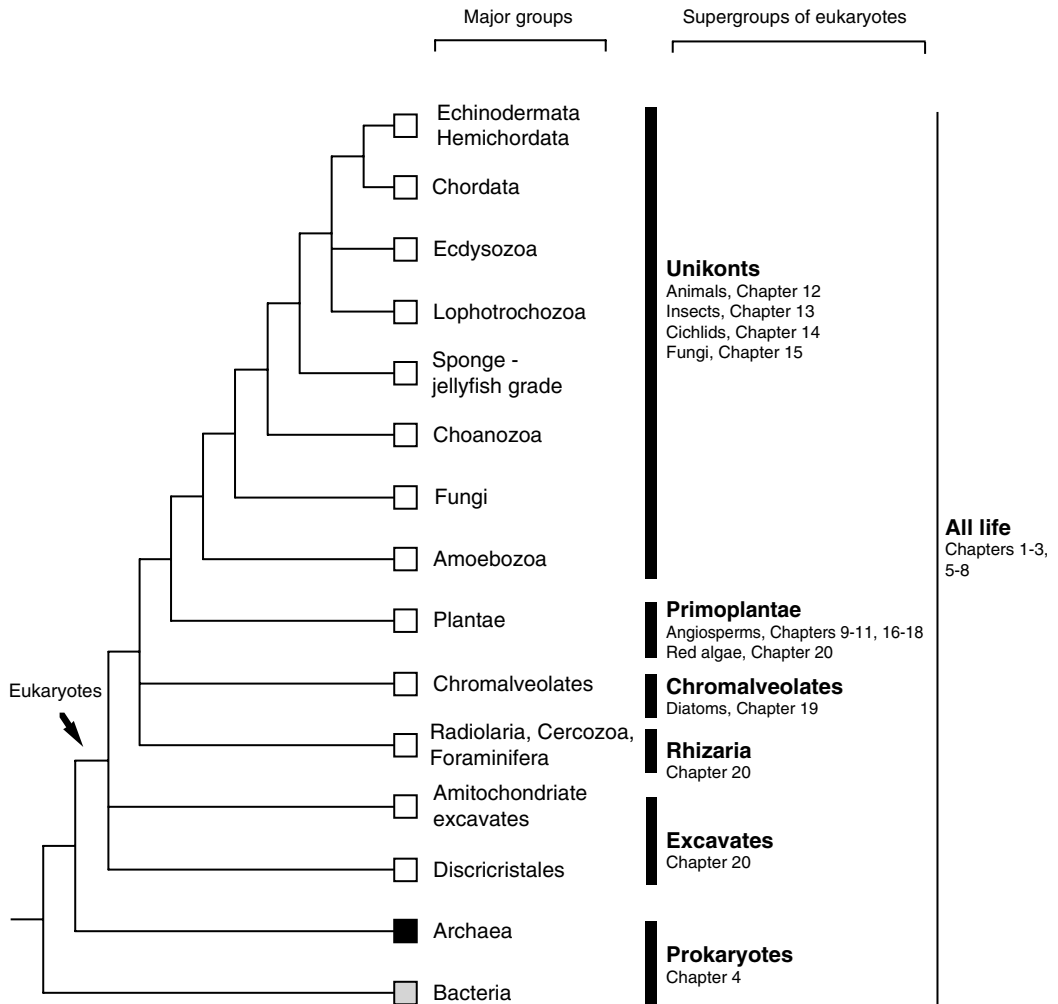 Major groups
Supergroups of eukaryotes
Echinodermata
Hemichordata
Chordata
Ecdysozoa
Lophotrochozoa
Sponge -
jellyfish grade
Choanozoa
Fungi
Amoebozoa
Plantae
Chromalveolates
Radiolaria, Cercozoa,
Foraminifera
Amitochondriate
excavates
Discricristales
Archaea
Bacteria
Eukaryotes
Unikonts
Animals, Chapter 12
Insects, Chapter 13
Cichlids, Chapter 14
Fungi, Chapter 15
Primoplantae
Angiosperms, Chapters 9-11, 16-18
Red algae, Chapter 20
Chromalveolates
Diatoms, Chapter 19
Rhizaria
Chapter 20
Excavates
Chapter 20
Prokaryotes
Chapter 4
All life
Chapters 1-3,
5-8